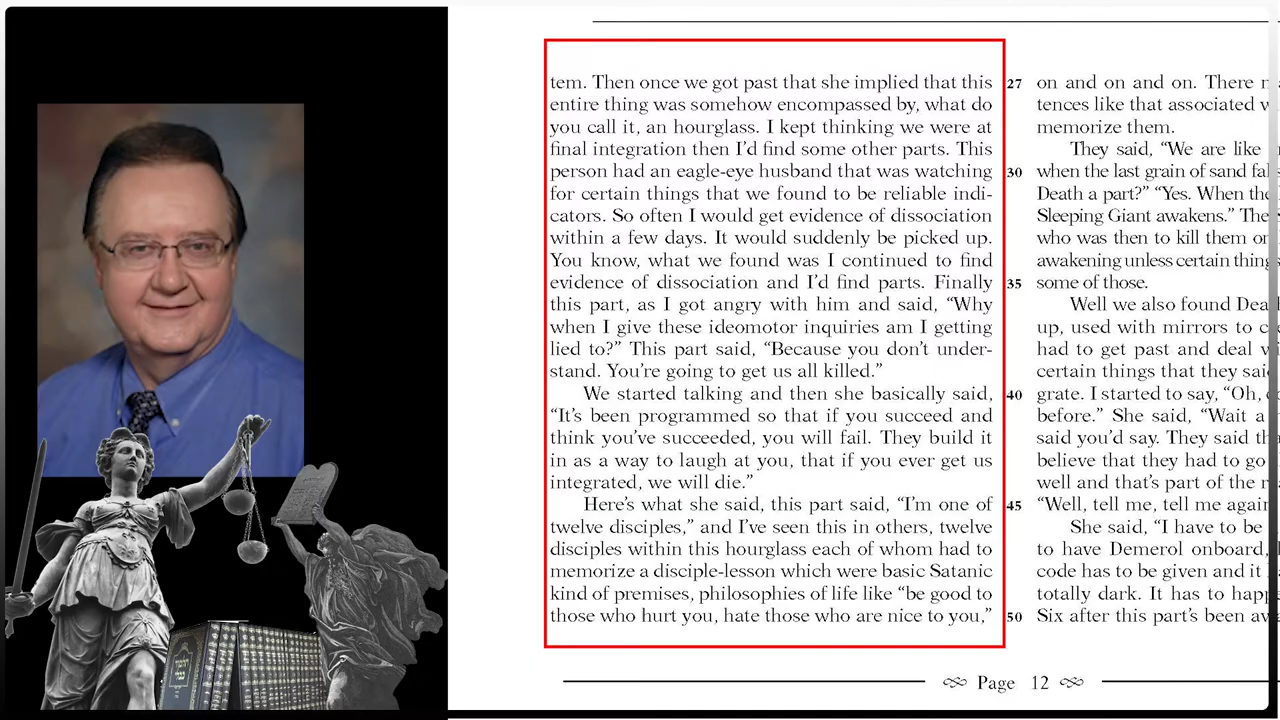 tem. Then once we got past that she implied that this
entire thing was somehow encompassed by, what do
you call it, an hourglass. I kept thinking we were at
final integration then I’d find some other parts. This
person had an eagle-eye husband that was watching
for certain things that we found to be reliable indi-
cators. So often I would get evidence of dissociation
within a few days. It would suddenly be picked up.
You know, what we found was I continued to find
evidence of dissociation and I’d find parts. Finally
this part, as I got angry with him and said, “Why
when I give these ideomotor inquiries am I getting
lied to?” This part said, “Because you don’t under-
stand. You’re going to get us all killed.”
We started talking and then she basically said,
“It’s been programmed so that if you succeed and
think you’ve succeeded, you will fail. They build it
in as a way to laugh at you, that if you ever get us
integrated, we will die.”
Here’s what she said, this part said, “I’m one of
twelve disciples,” and I’ve seen this in others, twelve
disciples within this hourglass each of whom had to
memorize a disciple-lesson which were basic Satanic
kind of premises, philosophies of life like “be good to
those who hurt you, hate those who are nice to you,”
27
30
35
40
45
50
on and on and on. There
tences like that associated
memorize them.
They said, “We are like
when the last grain of sand
Death a part?” “Yes. When the
Sleeping Giant awakens.”
who was then to kill them
awakening unless certain
some of those.
Well we also found
up, used with mirrors to
had to get past and deal
certain things that they
grate. I started to say, “Oh,
before.” She said, “Wait a
said you’d say. They said
believe that they had to go
well and that’s part of the
“Well, tell me, tell me
She said, “I have to be
to have Demerol onboard,
code has to be given and it
totally dark. It has to
Six after this part’s been
Page 12